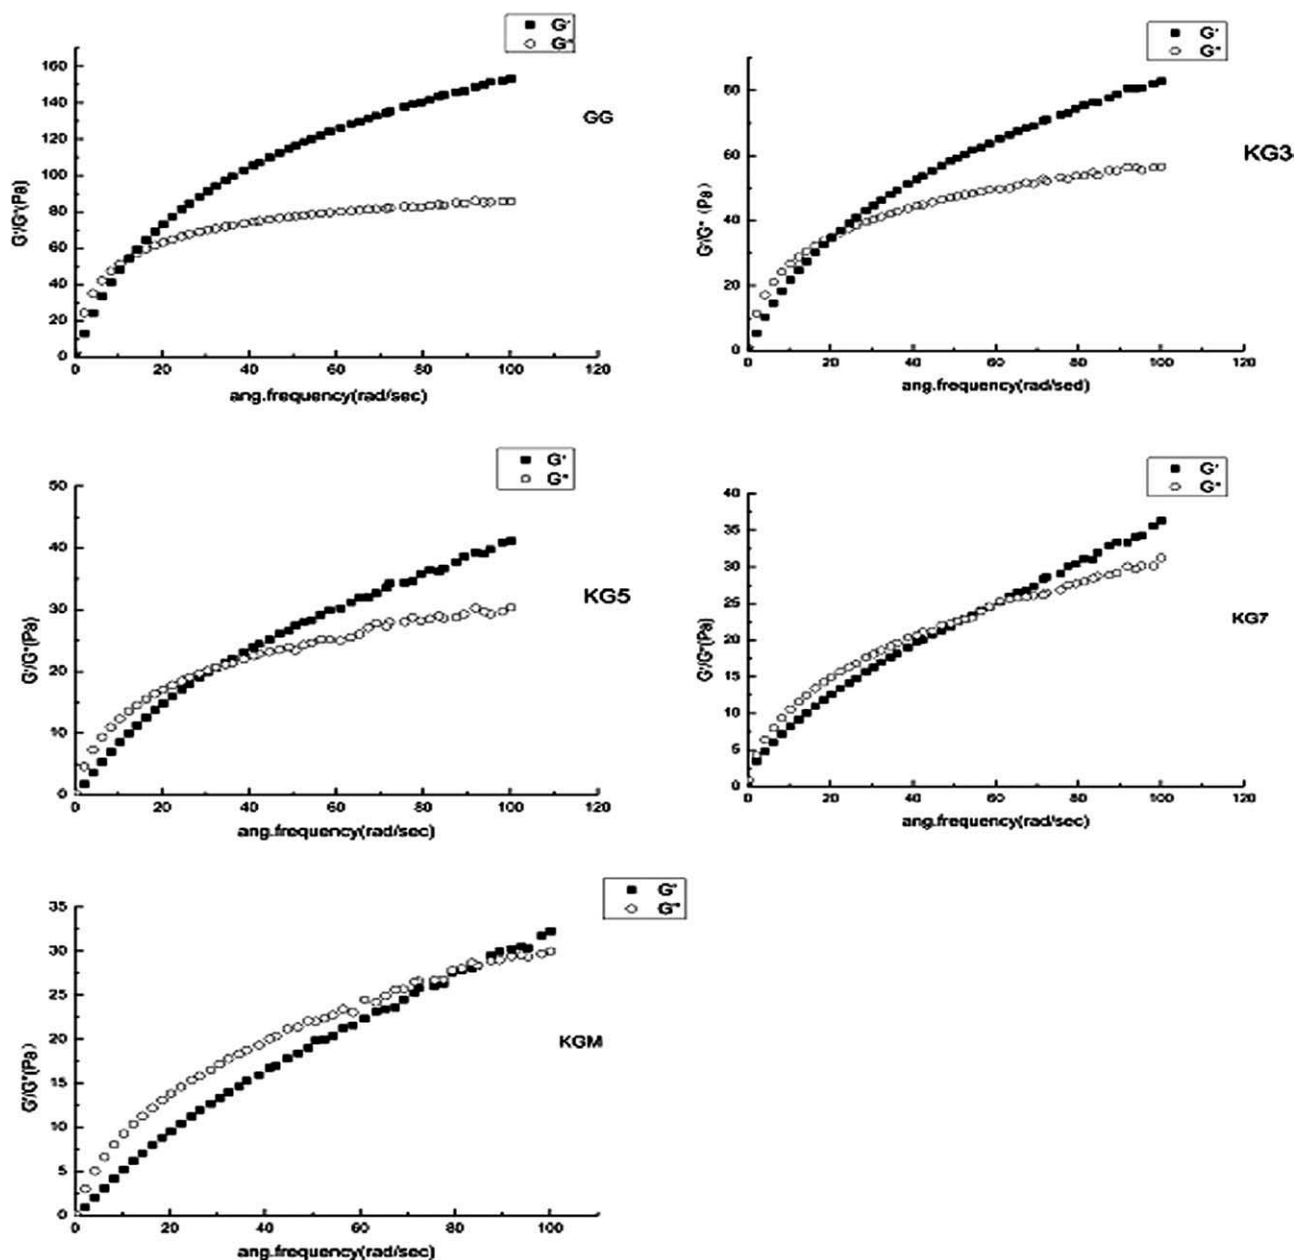 G'
G"
160
140
120
100
80
60
40
20
0
G'/G"(Pa)
GG
0 20 40 60 80 100 120
ang.frequency(rad/sec)
G'
G"
80
60
40
20
0
G'/G" (Pa)
KG3
0 20 40 60 80 100 120
ang.frequency(rad/sed)
G'
G"
50
40
30
20
10
0
G'/G"(Pa)
KG5
0 20 40 60 80 100 120
ang.frequency(rad/sec)
G'
G"
40
35
30
25
20
15
10
5
0
G'/G"(Pa)
KG7
0 20 40 60 80 100 120
ang.frequency(rad/sec)
G'
G"
35
30
25
20
15
10
5
0
G'/G"(Pa)
KGM
0 20 40 60 80 100
ang.frequency(rad/sec)